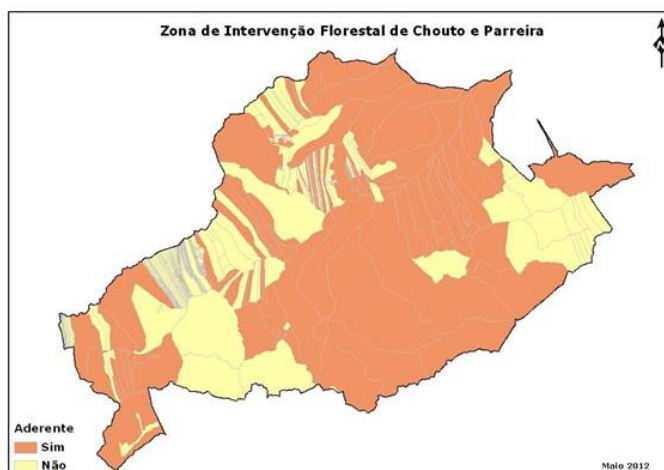 Zona de Intervenção Florestal de Chouto e Parreira
Aderente
Sim
Não
Maio 2012